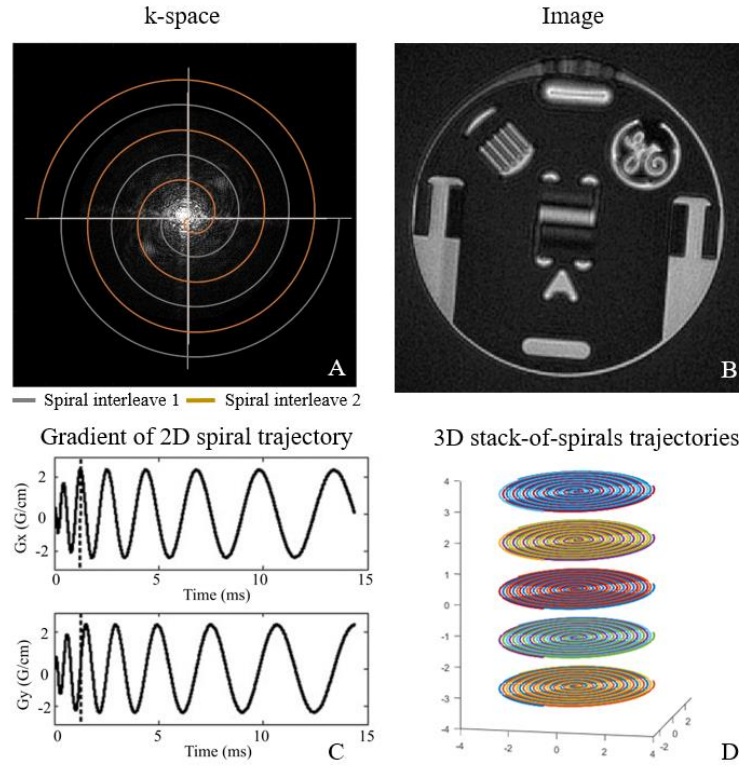 k-space
Image
A
B
Spiral interleave 1
Spiral interleave 2
Gradient of 2D spiral trajectory
3D stack-of-spirals trajectories
2
0
-2
Gx (G/cm)
0
5
10
15
Time (ms)
2
0
-2
Gy (G/cm)
0
5
10
15
Time (ms)
C
4
3
2
1
0
-1
-2
-3
-4
-4
-2
0
2
4
-4
-2
0
2
D